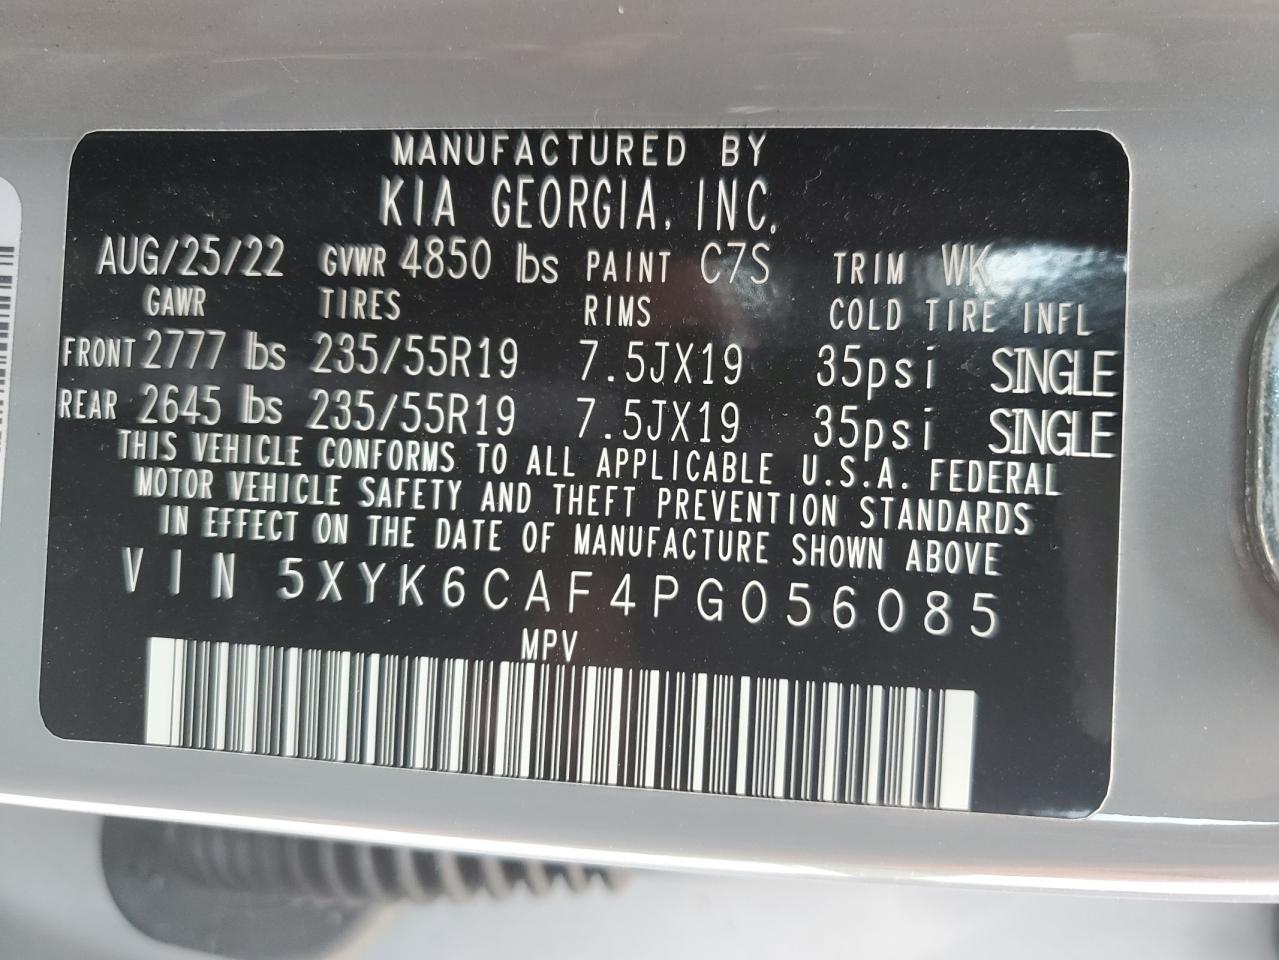 MANUFACTURED BY
KIA GEORGIA, INC.
AUG/25/22 GVWR 4850 lbs PAINT C7S TRIM WK
GAWR TIRES RIMS COLD TIRE INFL
FRONT 2777 lbs 235/55R19 7.5JX19 35psi SINGLE
REAR 2645 lbs 235/55R19 7.5JX19 35psi SINGLE
THIS VEHICLE CONFORMS TO ALL APPLICABLE U.S.A. FEDERAL
MOTOR VEHICLE SAFETY AND THEFT PREVENTION STANDARDS
IN EFFECT ON THE DATE OF MANUFACTURE SHOWN ABOVE
VIN 5XYK6CAF4PG056085
MPV